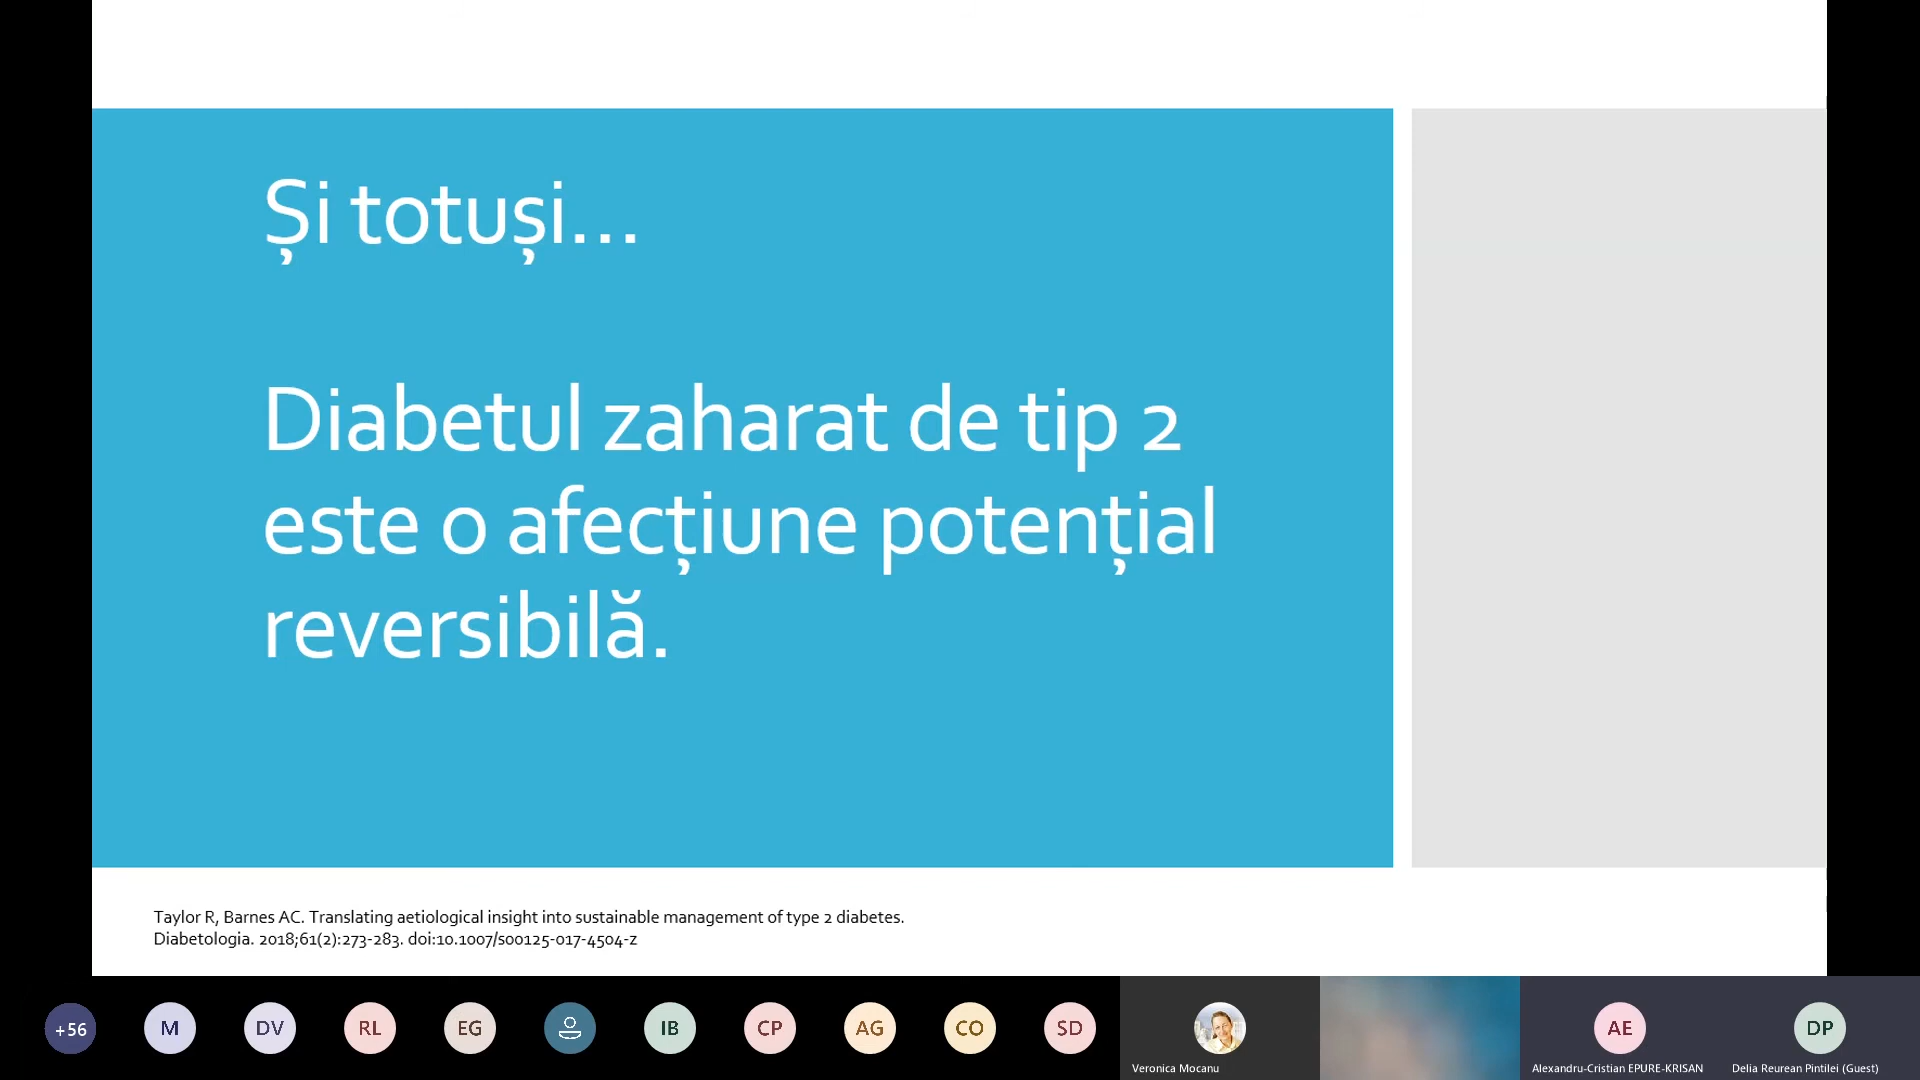 Și totuși...
Diabetul zaharat de tip 2
este o afecțiune potențial
reversibilă.
Taylor R, Barnes AC. Translating aetiological insight into sustainable management of type 2 diabetes.
Diabetologia. 2018;61(2):273-283. doi:10.1007/s00125-017-4504-z
+56
M
DV
RL
EG
IB
CP
AG
CO
SD
AE
DP
Veronica Mocanu
Alexandru-Cristian EPURE-KRISAN
Delia Reurean Pintilei (Guest)